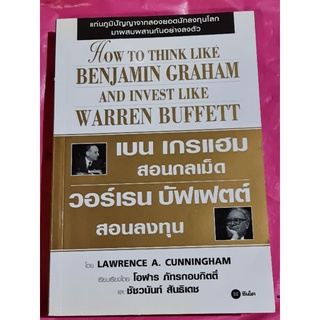 แก่นภูมิปัญญาจากสองยอดนักลงทุนโลก
มาผสมผสานกันอย่างลงตัว
HOW TO THINK LIKE
BENJAMIN GRAHAM
AND INVEST LIKE
WARREN BUFFETT
เบน เกรแฮม
สอนกลเม็ด
วอร์เรน บัฟเฟตต์
สอนลงทุน
โดย LAWRENCE A. CUNNINGHAM
เรียบเรียงโดย โอฬาร ภัทรกอบกิตติ์
และ ชัชวนันท์ สันธิเดช
ซีเอ็ด